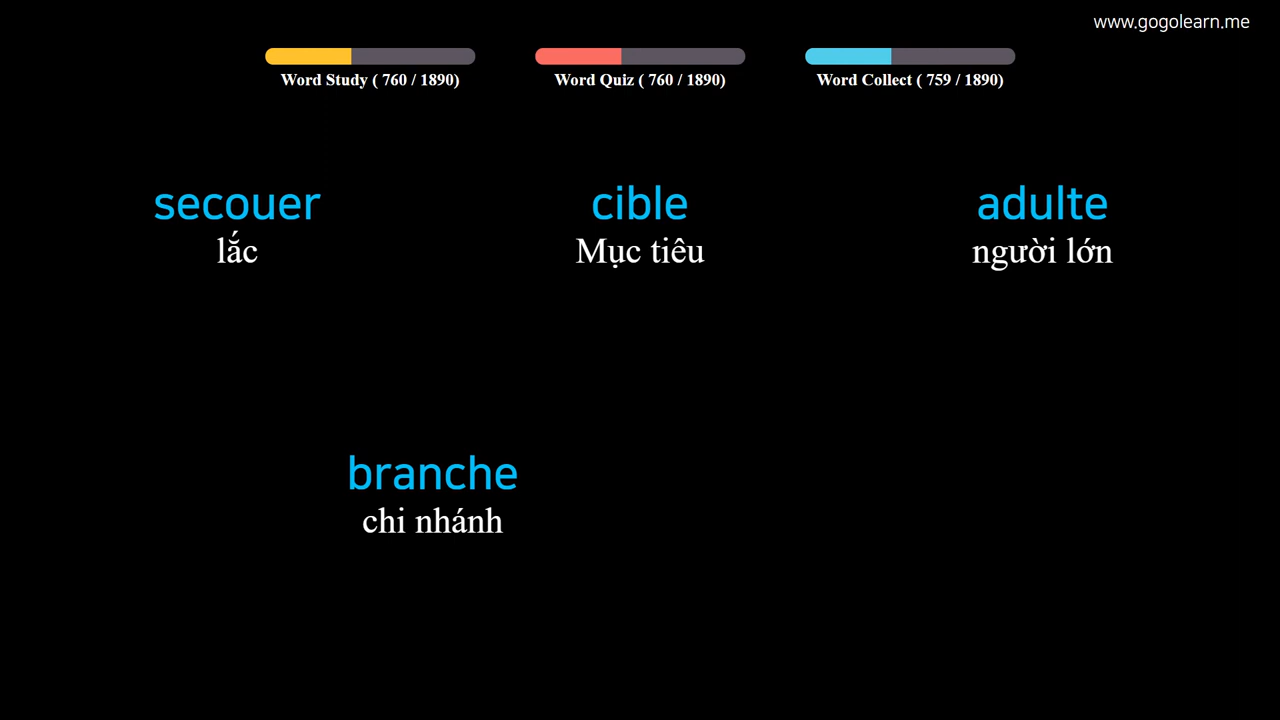 www.gogolearn.me
Word Study ( 760 / 1890)
Word Quiz ( 760 / 1890)
Word Collect ( 759 / 1890)
secouer
lắc
cible
Mục tiêu
adulte
người lớn
branche
chi nhánh